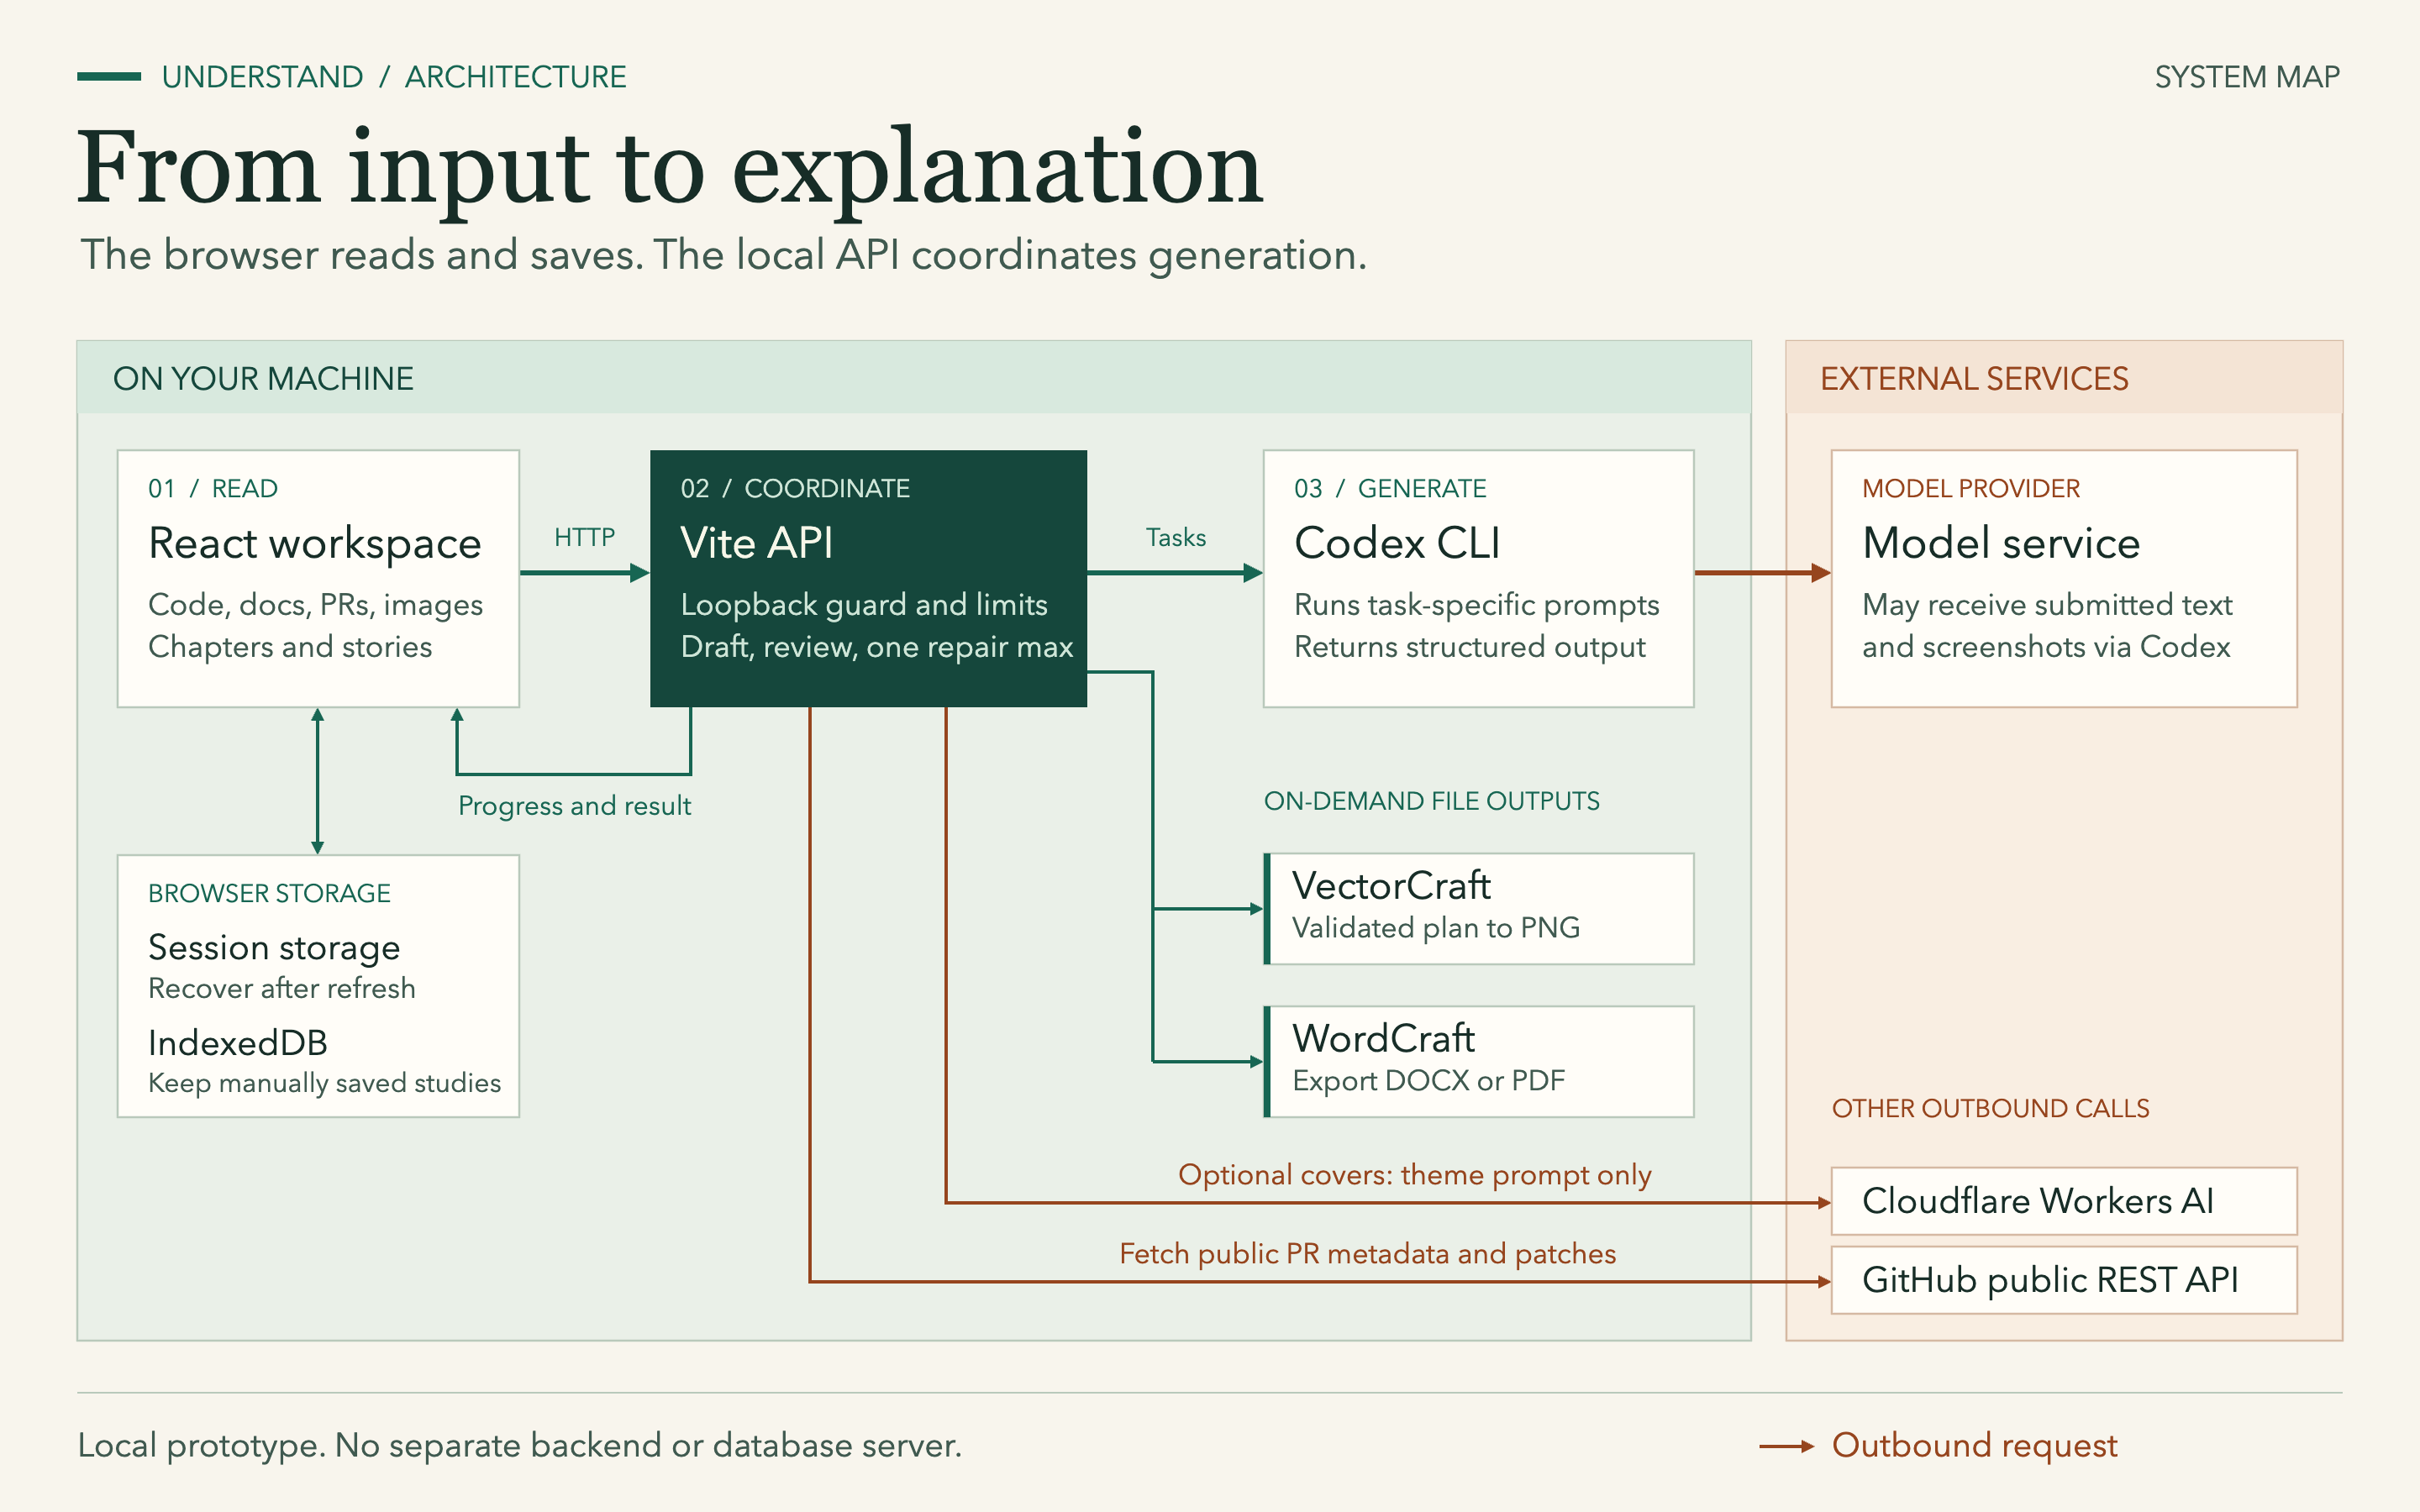 UNDERSTAND / ARCHITECTURE
SYSTEM MAP
From input to explanation
The browser reads and saves. The local API coordinates generation.
ON YOUR MACHINE
01 / READ
React workspace
Code, docs, PRs, images
Chapters and stories
HTTP
02 / COORDINATE
Vite API
Loopback guard and limits
Draft, review, one repair max
Tasks
03 / GENERATE
Codex CLI
Runs task-specific prompts
Returns structured output
Progress and result
BROWSER STORAGE
Session storage
Recover after refresh
IndexedDB
Keep manually saved studies
ON-DEMAND FILE OUTPUTS
VectorCraft
Validated plan to PNG
WordCraft
Export DOCX or PDF
Optional covers: theme prompt only
Fetch public PR metadata and patches
EXTERNAL SERVICES
MODEL PROVIDER
Model service
May receive submitted text
and screenshots via Codex
OTHER OUTBOUND CALLS
Cloudflare Workers AI
GitHub public REST API
Local prototype. No separate backend or database server.
Outbound request